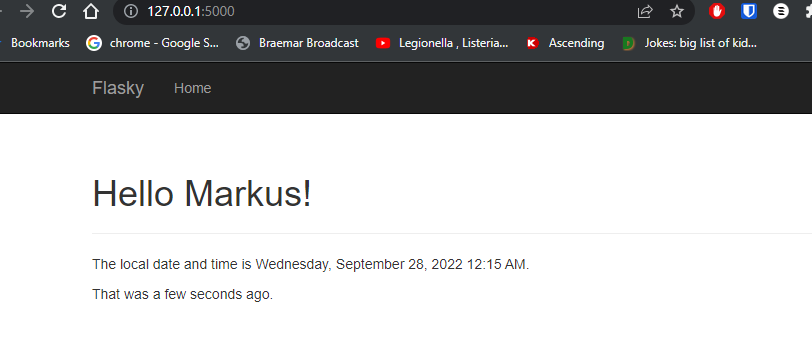 127.0.0.1:5000
Bookmarks chrome - Google S... Braemar Broadcast Legionella , Listeria... Ascending Jokes: big list of kid...
Flasky Home
Hello Markus!
The local date and time is Wednesday, September 28, 2022 12:15 AM.
That was a few seconds ago.